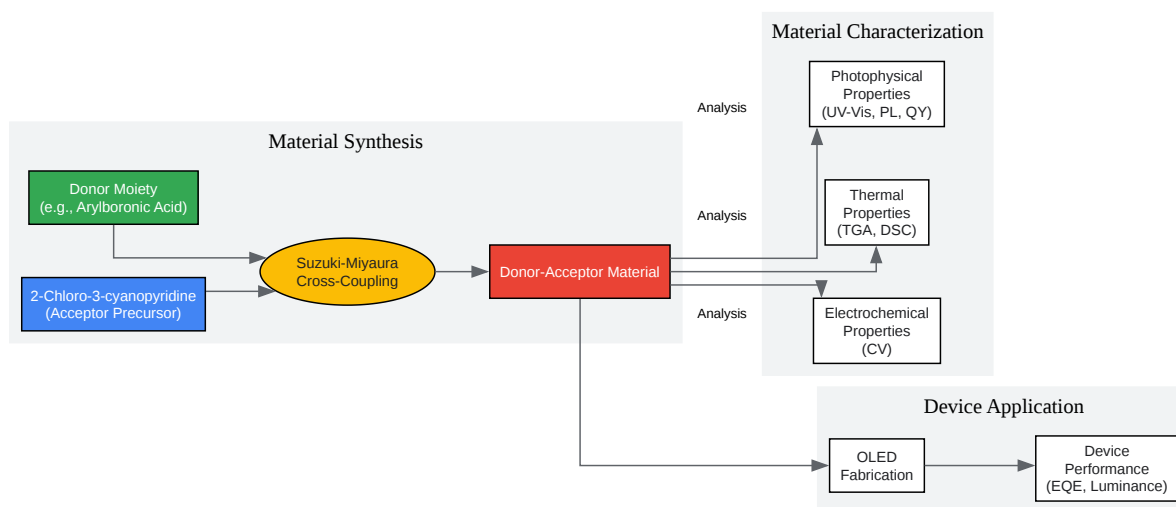 Material Synthesis
Donor Moiety
(e.g., Arylboronic Acid)
2-Chloro-3-cyanopyridine
(Acceptor Precursor)
Suzuki-Miyaura
Cross-Coupling
Donor-Acceptor Material
Analysis
Analysis
Analysis
Material Characterization
Photophysical
Properties
(UV-Vis, PL, QY)
Thermal
Properties
(TGA, DSC)
Electrochemical
Properties
(CV)
Device Application
OLED
Fabrication
Device
Performance
(EQE, Luminance)